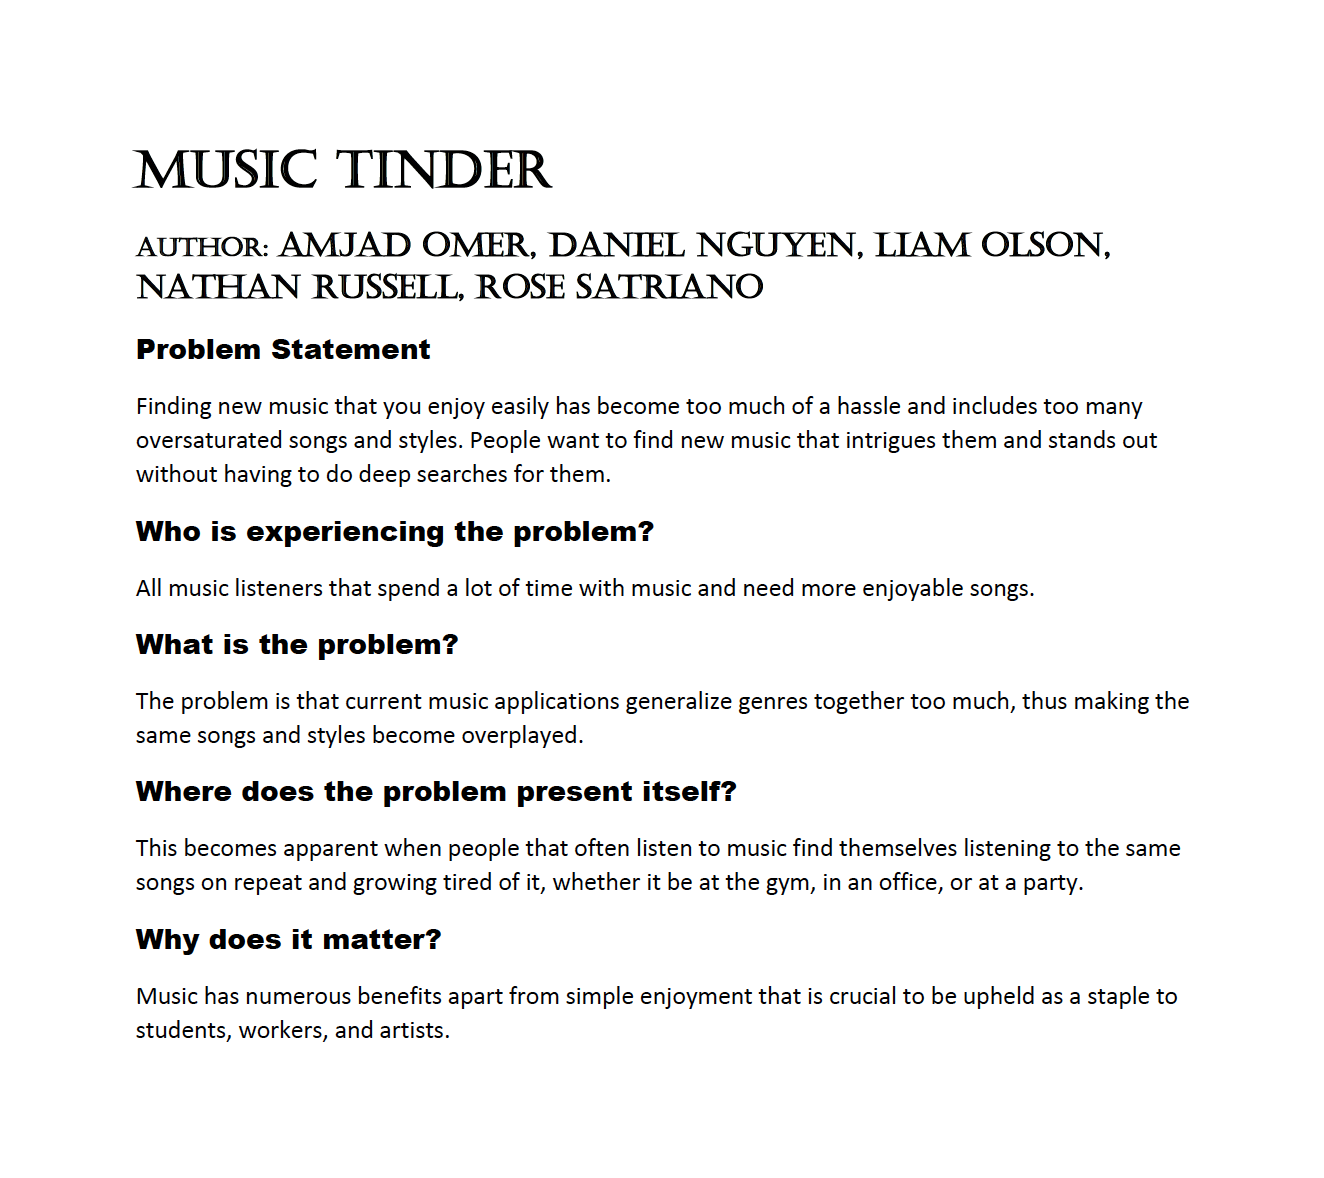 MUSIC TINDER
AUTHOR: AMJAD OMER, DANIEL NGUYEN, LIAM OLSON,
NATHAN RUSSELL, ROSE SATRIANO
Problem Statement
Finding new music that you enjoy easily has become too much of a hassle and includes too many
oversaturated songs and styles. People want to find new music that intrigues them and stands out
without having to do deep searches for them.
Who is experiencing the problem?
All music listeners that spend a lot of time with music and need more enjoyable songs.
What is the problem?
The problem is that current music applications generalize genres together too much, thus making the
same songs and styles become overplayed.
Where does the problem present itself?
This becomes apparent when people that often listen to music find themselves listening to the same
songs on repeat and growing tired of it, whether it be at the gym, in an office, or at a party.
Why does it matter?
Music has numerous benefits apart from simple enjoyment that is crucial to be upheld as a staple to
students, workers, and artists.